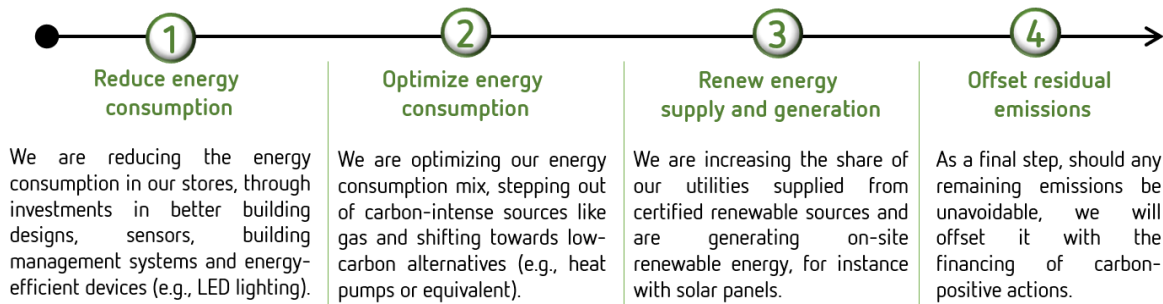 1
Reduce energy
consumption
We are reducing the energy
consumption in our stores, through
investments in better building
designs, sensors, building
management systems and energy-
efficient devices (e.g., LED lighting).
2
Optimize energy
consumption
We are optimizing our energy
consumption mix, stepping out
of carbon-intense sources like
gas and shifting towards low-
carbon alternatives (e.g., heat
pumps or equivalent).
3
Renew energy
supply and generation
We are increasing the share of
our utilities supplied from
certified renewable sources and
are generating on-site
renewable energy, for instance
with solar panels.
4
Offset residual
emissions
As a final step, should any
remaining emissions be
unavoidable, we will
offset it with the
financing of carbon-
positive actions.